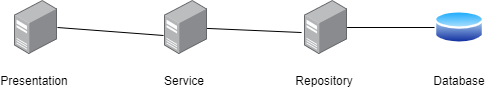 Presentation
Service
Repository
Database